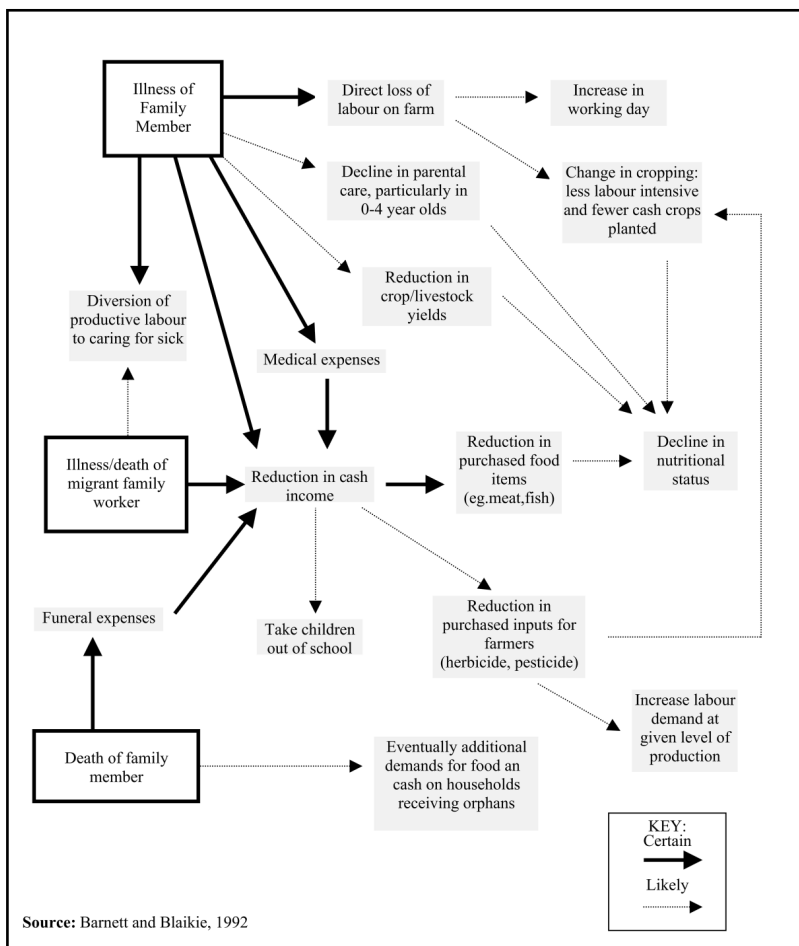 Illness of
Family
Member
Direct loss of
labour on farm
Increase in
working day
Decline in parental
care, particularly in
0-4 year olds
Change in cropping:
less labour intensive
and fewer cash crops
planted
Reduction in
crop/livestock
yields
Diversion of
productive labour
to caring for sick
Medical expenses
Illness/death of
migrant family
worker
Reduction in cash
income
Reduction in
purchased food
items
(eg.meat,fish)
Decline in
nutritional
status
Funeral expenses
Take children
out of school
Reduction in
purchased inputs for
farmers
(herbicide, pesticide)
Increase labour
demand at
given level of
production
Death of family
member
Eventually additional
demands for food an
cash on households
receiving orphans
KEY:
Certain
Likely
Source: Barnett and Blaikie, 1992